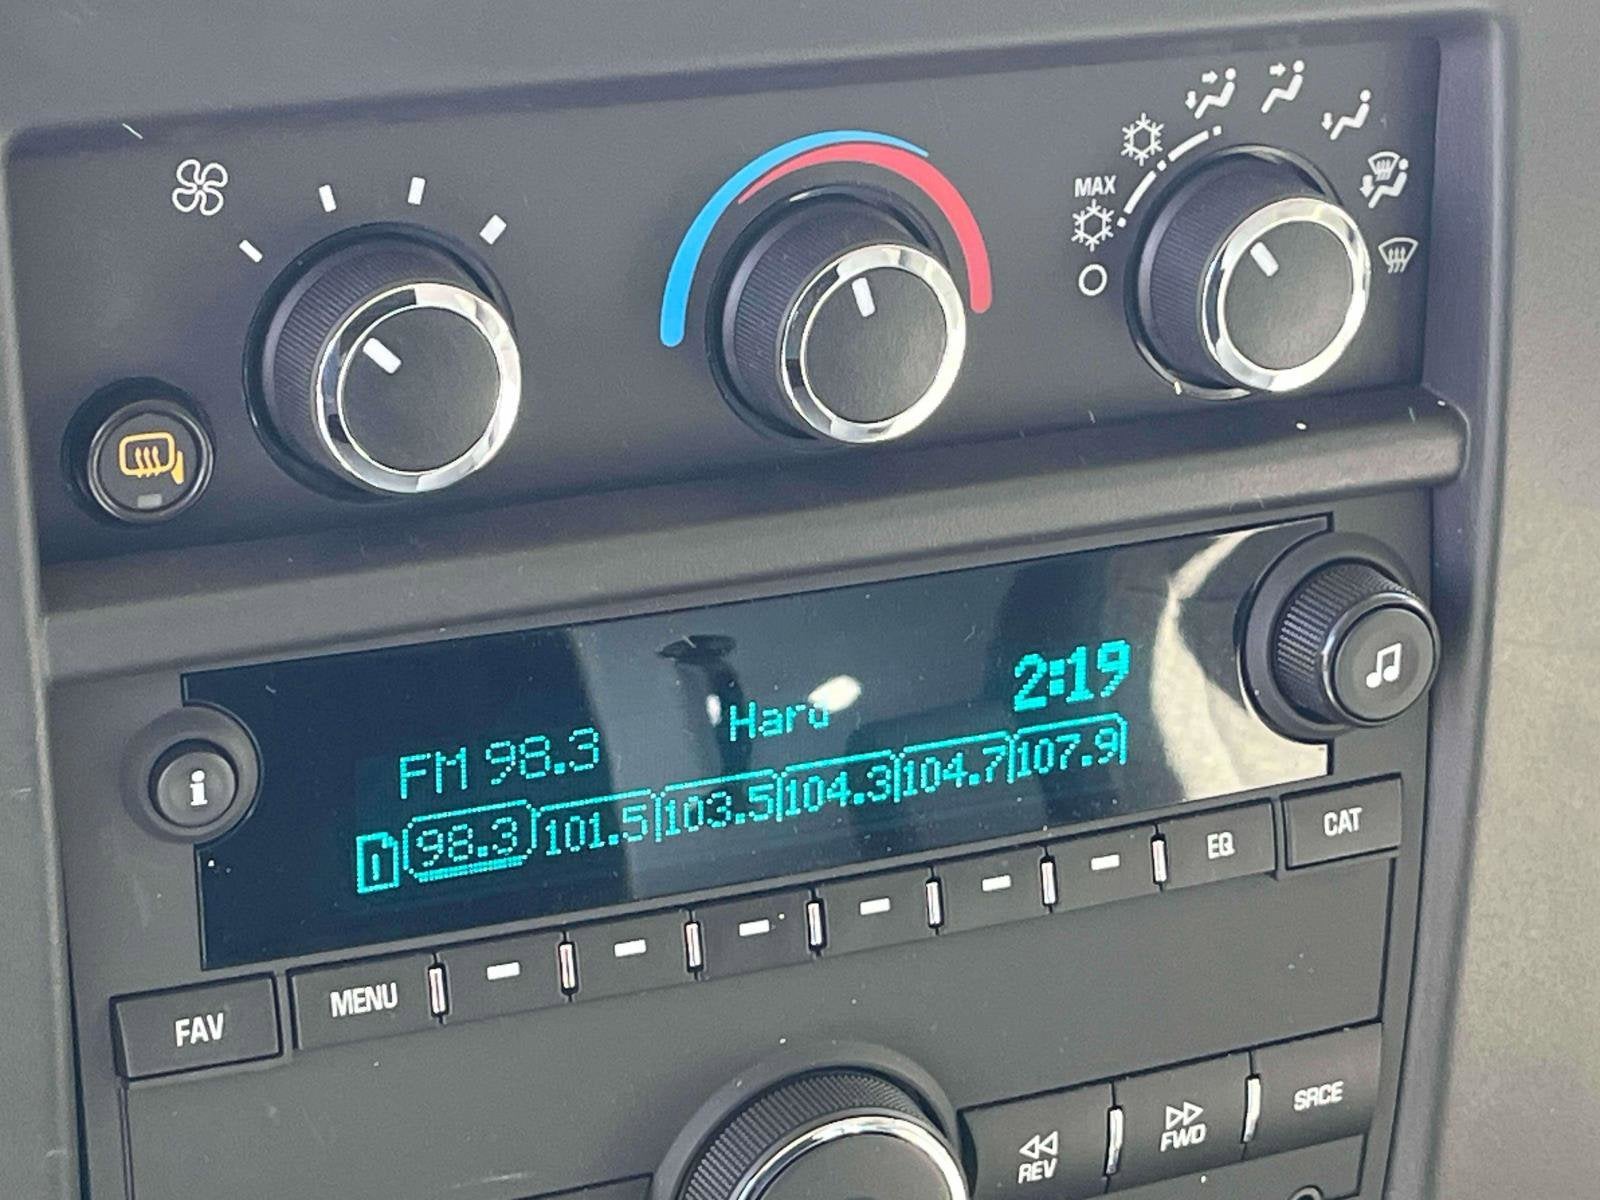 MAX
2:19
FM 98.3 Hard
1 98.3 101.5 103.5 104.3 104.7 107.9
i
FAV MENU EQ CAT
REV FWD SRCE